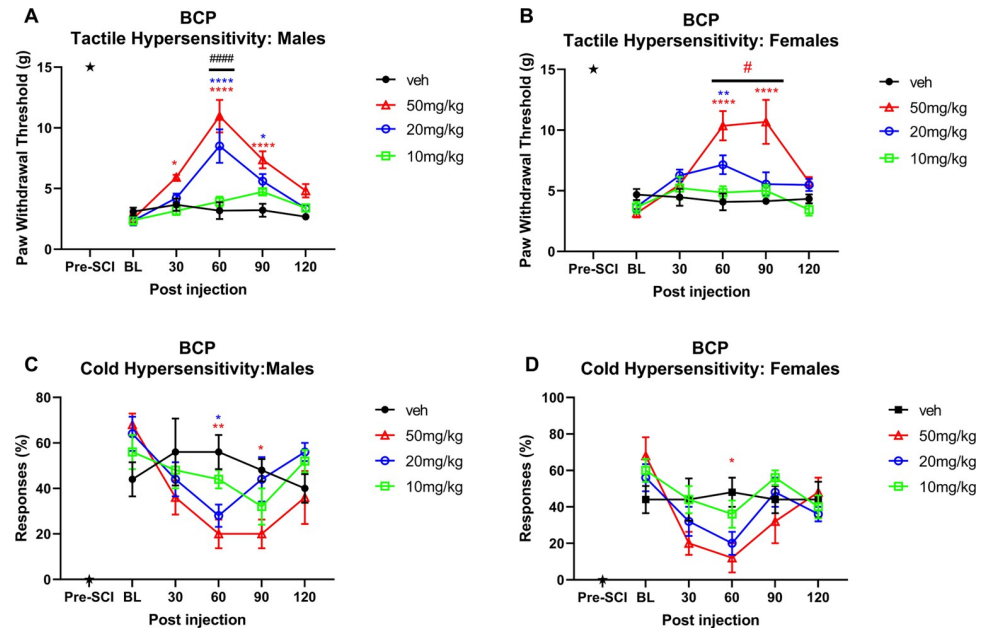 A
BCP
Tactile Hypersensitivity: Males
Paw Withdrawal Threshold (g)
15
10
5
0
####
****
****
*
*
****
Pre-SCI BL 30 60 90 120
Post injection
veh
50mg/kg
20mg/kg
10mg/kg
B
BCP
Tactile Hypersensitivity: Females
Paw Withdrawal Threshold (g)
15
10
5
0
#
**
****
****
Pre-SCI BL 30 60 90 120
Post injection
veh
50mg/kg
20mg/kg
10mg/kg
C
BCP
Cold Hypersensitivity:Males
Responses (%)
80
60
40
20
0
*
**
*
Pre-SCI BL 30 60 90 120
Post injection
veh
50mg/kg
20mg/kg
10mg/kg
D
BCP
Cold Hypersensitivity: Females
Responses (%)
100
80
60
40
20
0
*
Pre-SCI BL 30 60 90 120
Post injection
veh
50mg/kg
20mg/kg
10mg/kg